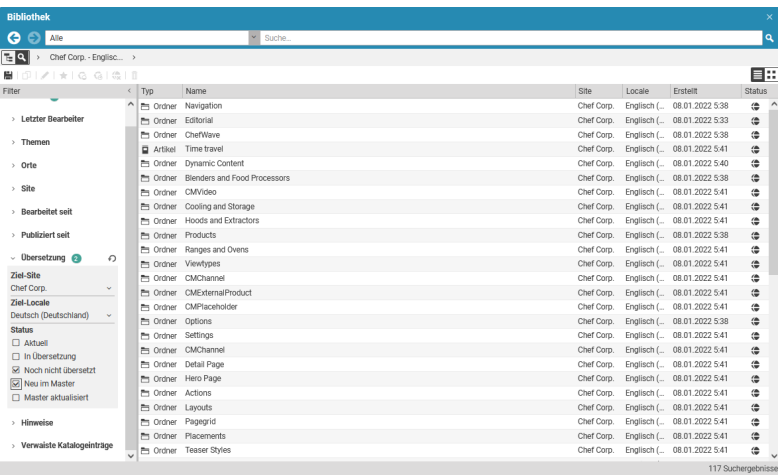 Bibliothek
Alle Suche...
Chef Corp. - Englisc...
Filter Typ Name Site Locale Erstellt Status
Ordner Navigation Chef Corp. Englisch (... 08.01.2022 5:38
Letzter Bearbeiter Ordner Editorial Chef Corp. Englisch (... 08.01.2022 5:33
Ordner ChefWave Chef Corp. Englisch (... 08.01.2022 5:38
Themen Artikel Time travel Chef Corp. Englisch (... 08.01.2022 5:41
Orte Ordner Dynamic Content Chef Corp. Englisch (... 08.01.2022 5:40
Ordner Blenders and Food Processors Chef Corp. Englisch (... 08.01.2022 5:38
Site Ordner CMVideo Chef Corp. Englisch (... 08.01.2022 5:41
Ordner Cooling and Storage Chef Corp. Englisch (... 08.01.2022 5:41
Bearbeitet seit Ordner Hoods and Extractors Chef Corp. Englisch (... 08.01.2022 5:41
Publiziert seit Ordner Products Chef Corp. Englisch (... 08.01.2022 5:38
Ordner Ranges and Ovens Chef Corp. Englisch (... 08.01.2022 5:41
Übersetzung 2 Ordner Viewtypes Chef Corp. Englisch (... 08.01.2022 5:41
Ziel-Site Ordner CMChannel Chef Corp. Englisch (... 08.01.2022 5:41
Chef Corp. Ordner CMExternalProduct Chef Corp. Englisch (... 08.01.2022 5:41
Ziel-Locale Ordner CMPlaceholder Chef Corp. Englisch (... 08.01.2022 5:41
Deutsch (Deutschland) Ordner Options Chef Corp. Englisch (... 08.01.2022 5:38
Status Ordner Settings Chef Corp. Englisch (... 08.01.2022 5:41
Aktuell Ordner CMChannel Chef Corp. Englisch (... 08.01.2022 5:41
In Übersetzung Ordner Detail Page Chef Corp. Englisch (... 08.01.2022 5:41
Noch nicht übersetzt Ordner Hero Page Chef Corp. Englisch (... 08.01.2022 5:41
Neu im Master Ordner Actions Chef Corp. Englisch (... 08.01.2022 5:41
Master aktualisiert Ordner Layouts Chef Corp. Englisch (... 08.01.2022 5:41
Hinweise Ordner Pagegrid Chef Corp. Englisch (... 08.01.2022 5:41
Ordner Placements Chef Corp. Englisch (... 08.01.2022 5:41
Verwaiste Katalogeinträge Ordner Teaser Styles Chef Corp. Englisch (... 08.01.2022 5:41
117 Suchergebnisse